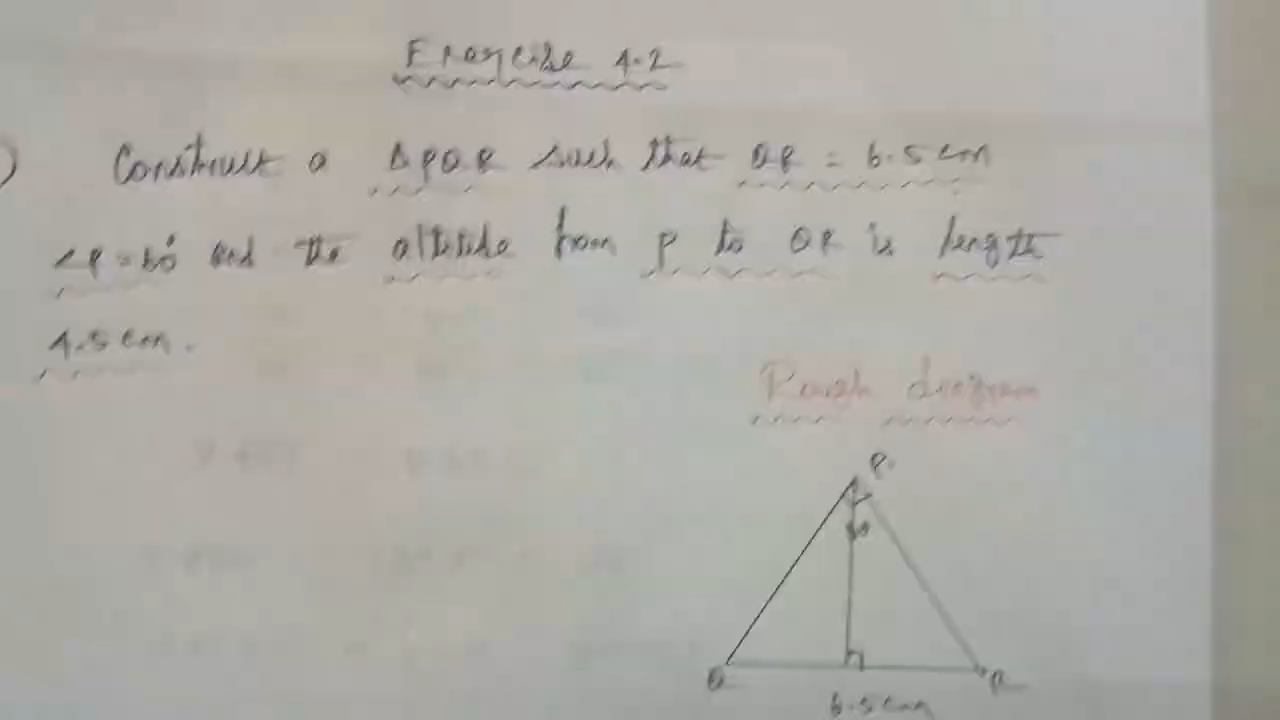 Exercise 4.2
) Construct a ΔPQR such that QR = 6.5 cm
∠P = 60° and the altitude from P to QR is length
4.5 cm.
Rough diagram
P
Q R
6.5 cm